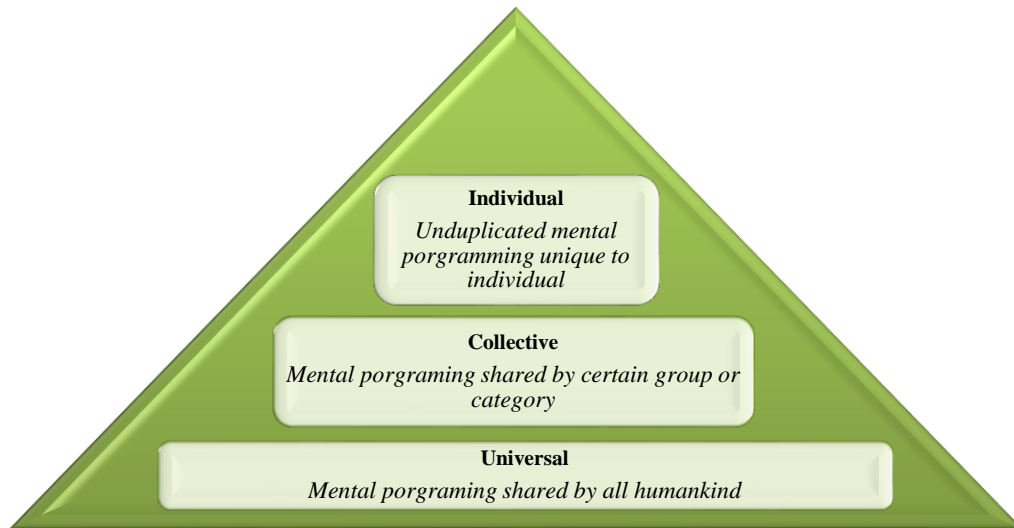 Individual
Unduplicated mental
porgramming unique to
individual
Collective
Mental porgraming shared by certain group or
category
Universal
Mental porgraming shared by all humankind